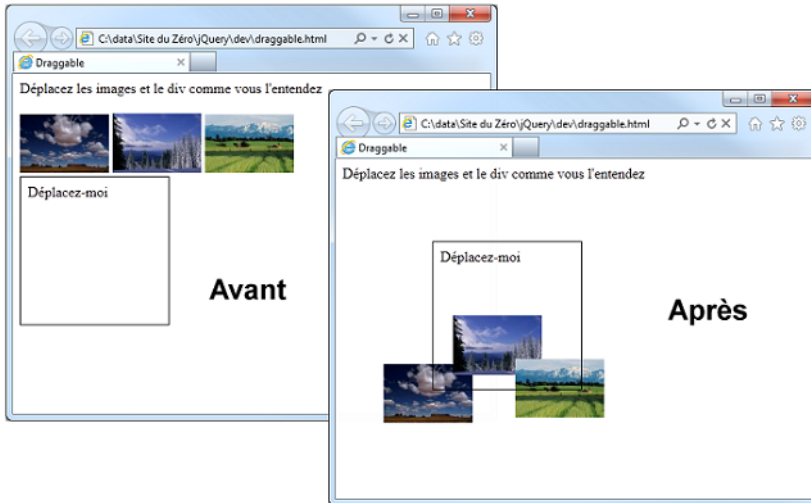 C:\data\Site du Zéro\jQuery\dev\draggable.html
Draggable
Déplacez les images et le div comme vous l'entendez
Déplacez-moi
Avant
C:\data\Site du Zéro\jQuery\dev\draggable.html
Draggable
Déplacez les images et le div comme vous l'entendez
Déplacez-moi
Après